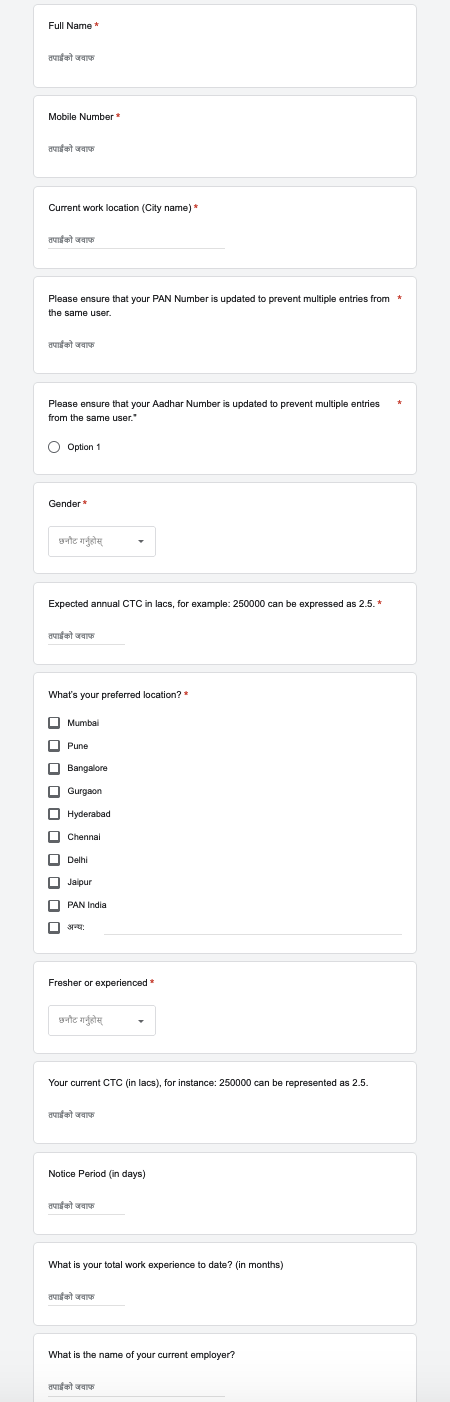 Full Name *
तपाईंको जवाफ
Mobile Number *
तपाईंको जवाफ
Current work location (City name) *
तपाईंको जवाफ
Please ensure that your PAN Number is updated to prevent multiple entries from *
the same user.
तपाईंको जवाफ
Please ensure that your Aadhar Number is updated to prevent multiple entries *
from the same user."
Option 1
Gender *
छनौट गर्नुहोस्
Expected annual CTC in lacs, for example: 250000 can be expressed as 2.5. *
तपाईंको जवाफ
What's your preferred location? *
Mumbai
Pune
Bangalore
Gurgaon
Hyderabad
Chennai
Delhi
Jaipur
PAN India
अन्य:
Fresher or experienced *
छनौट गर्नुहोस्
Your current CTC (in lacs), for instance: 250000 can be represented as 2.5.
तपाईंको जवाफ
Notice Period (in days)
तपाईंको जवाफ
What is your total work experience to date? (in months)
तपाईंको जवाफ
What is the name of your current employer?
तपाईंको जवाफ